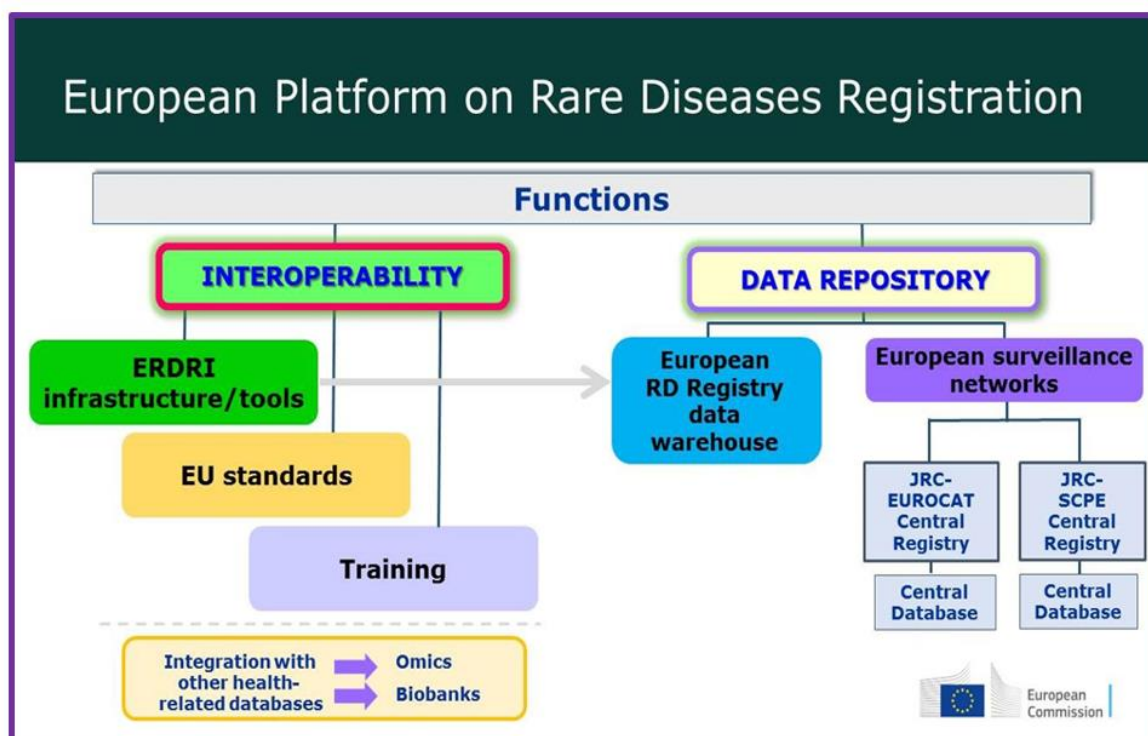 European Platform on Rare Diseases Registration
Functions
INTEROPERABILITY
DATA REPOSITORY
ERDRI
infrastructure/tools
EU standards
Training
European
RD Registry
data
warehouse
European surveillance
networks
JRC-
EUROCAT
Central
Registry
JRC-
SCPE
Central
Registry
Central
Database
Central
Database
Integration with
other health-
related databases
Omics
Biobanks
European
Commission